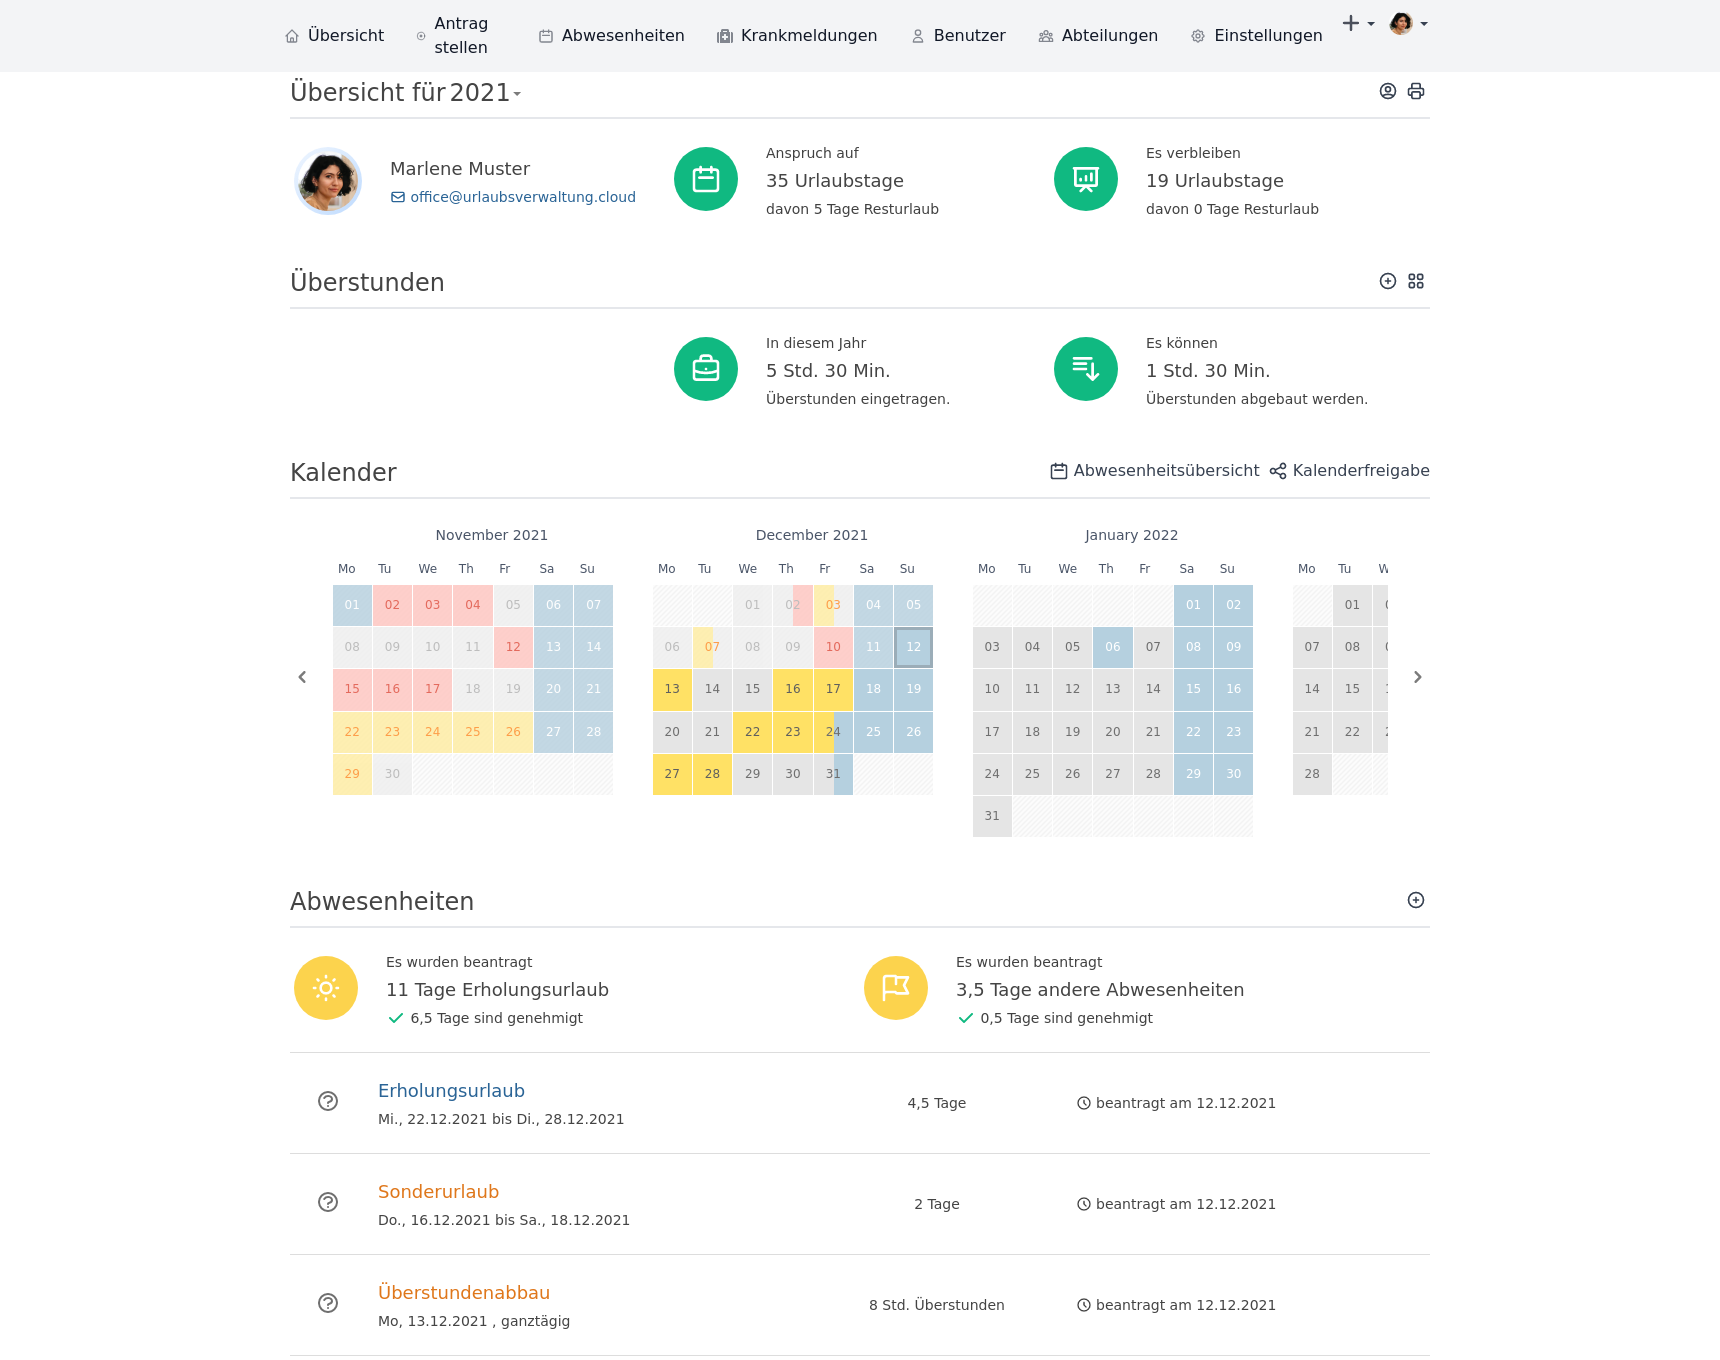 Übersicht
Antrag
stellen
Abwesenheiten
Krankmeldungen
Benutzer
Abteilungen
Einstellungen
Übersicht für 2021
Marlene Muster
office@urlaubsverwaltung.cloud
Anspruch auf
35 Urlaubstage
davon 5 Tage Resturlaub
Es verbleiben
19 Urlaubstage
davon 0 Tage Resturlaub
Überstunden
In diesem Jahr
5 Std. 30 Min.
Überstunden eingetragen.
Es können
1 Std. 30 Min.
Überstunden abgebaut werden.
Kalender
Abwesenheitsübersicht
Kalenderfreigabe
November 2021
Mo Tu We Th Fr Sa Su
01 02 03 04 05 06 07
08 09 10 11 12 13 14
15 16 17 18 19 20 21
22 23 24 25 26 27 28
29 30
December 2021
Mo Tu We Th Fr Sa Su
01 02 03 04 05
06 07 08 09 10 11 12
13 14 15 16 17 18 19
20 21 22 23 24 25 26
27 28 29 30 31
January 2022
Mo Tu We Th Fr Sa Su
01 02
03 04 05 06 07 08 09
10 11 12 13 14 15 16
17 18 19 20 21 22 23
24 25 26 27 28 29 30
31
Mo Tu
01
07 08
14 15
21 22
28
Abwesenheiten
Es wurden beantragt
11 Tage Erholungsurlaub
6,5 Tage sind genehmigt
Es wurden beantragt
3,5 Tage andere Abwesenheiten
0,5 Tage sind genehmigt
Erholungsurlaub
Mi., 22.12.2021 bis Di., 28.12.2021
4,5 Tage
beantragt am 12.12.2021
Sonderurlaub
Do., 16.12.2021 bis Sa., 18.12.2021
2 Tage
beantragt am 12.12.2021
Überstundenabbau
Mo, 13.12.2021 , ganztägig
8 Std. Überstunden
beantragt am 12.12.2021